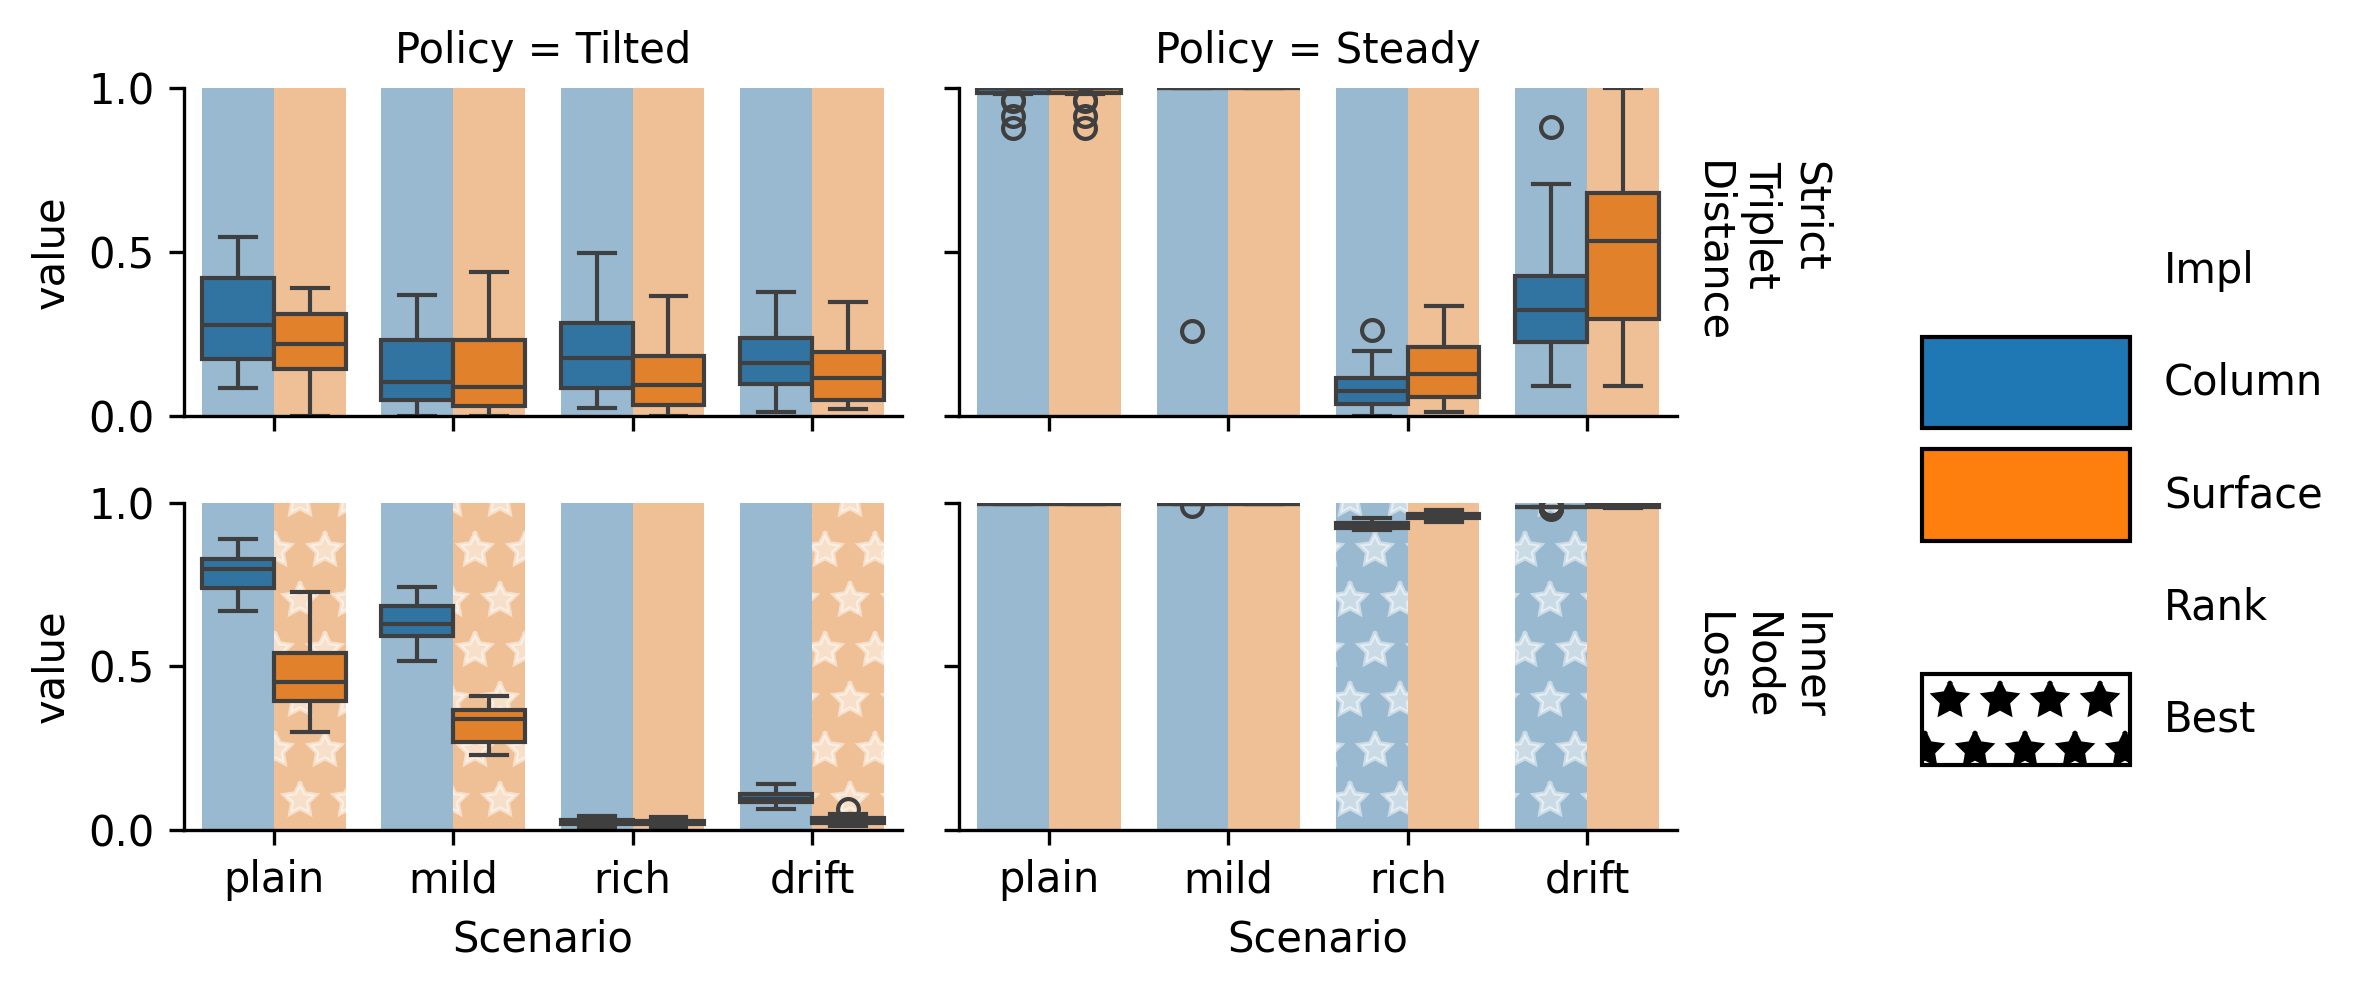 Policy = Tilted
Policy = Steady
1.0
0.5
0.0
value
Strict
Triplet
Distance
1.0
0.5
0.0
value
Inner
Node
Loss
plain
mild
rich
drift
plain
mild
rich
drift
Scenario
Scenario
Impl
Column
Surface
Rank
Best